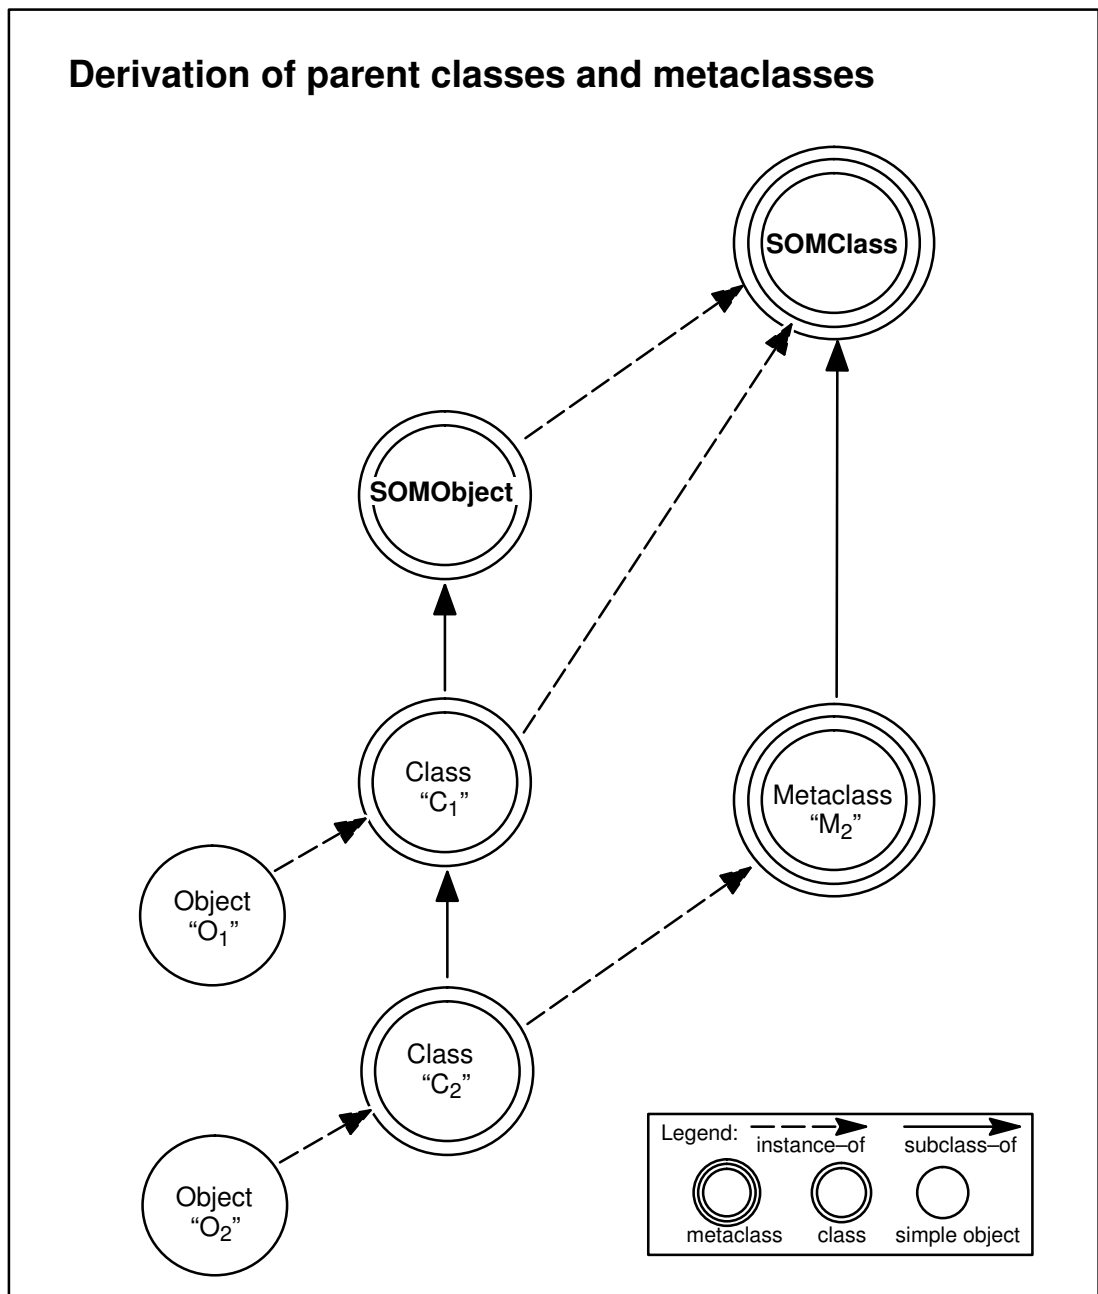 Derivation of parent classes and metaclasses
SOMClass
SOMObject
Class
“C1”
Metaclass
“M2”
Object
“O1”
Class
“C2”
Object
“O2”
Legend:
instance–of
subclass–of
metaclass
class
simple object